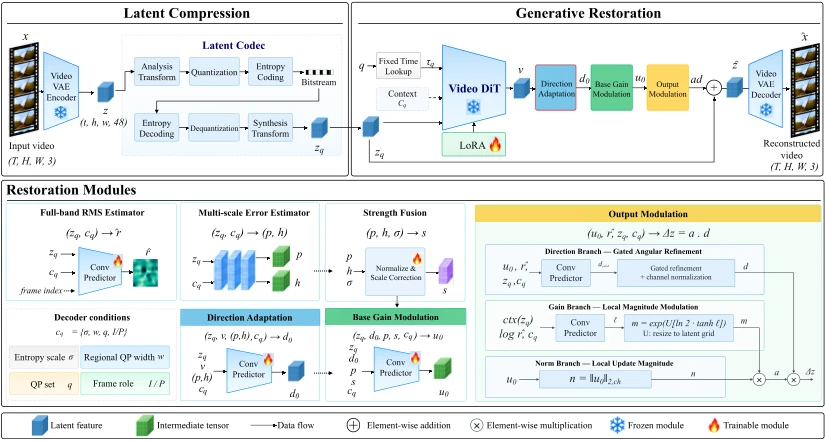 Latent Compression
Generative Restoration
x
Video
VAE
Encoder
z
(t, h, w, 48)
Input video
(T, H, W, 3)
Latent Codec
Analysis
Transform
Quantization
Entropy
Coding
Bitstream
Entropy
Decoding
Dequantization
Synthesis
Transform
z_q
q
Fixed Time
Lookup
τ_q
Context
C_q
Video DiT
LoRA
z_q
v
Direction
Adaptation
d_0
Base Gain
Modulation
u_0
Output
Modulation
ad
ẑ
Video
VAE
Decoder
x̂
Reconstructed
video
(T, H, W, 3)
Restoration Modules
Full-band RMS Estimator
(z_q, c_q) → r̂
z_q
c_q
frame index
Conv
Predictor
r̂
Multi-scale Error Estimator
(z_q, c_q) → (p, h)
z_q
c_q
p
h
Strength Fusion
(p, h, σ) → s
p
h
σ
Normalize &
Scale Correction
s
Decoder conditions
c_q = {σ, w, q, I/P}
Entropy scale σ
Regional QP width w
QP set q
Frame role I / P
Direction Adaptation
(z_q, v, (p,h), c_q) → d_0
z_q
v
(p,h)
c_q
Conv
Predictor
d_0
Base Gain Modulation
(z_q, d_0, p, s, c_q) → u_0
z_q
d_0
p
s
c_q
Conv
Predictor
u_0
Output Modulation
(u_0, r̂, z_q, c_q) → Δz = a . d
Direction Branch — Gated Angular Refinement
u_0 , r̂,
z_q ,c_q
Conv
Predictor
Gated refinement
+ channel normalization
d
Gain Branch — Local Magnitude Modulation
ctx(z_q)
log r̂, c_q
Conv
Predictor
ℓ
m = exp(U[ln 2 · tanh ℓ])
U: resize to latent grid
m
Norm Branch — Local Update Magnitude
u_0
n = ‖u_0‖_2,ch
n
×
a
×
Δz
Latent feature
Intermediate tensor
Data flow
+
Element-wise addition
×
Element-wise multiplication
Frozen module
Trainable module